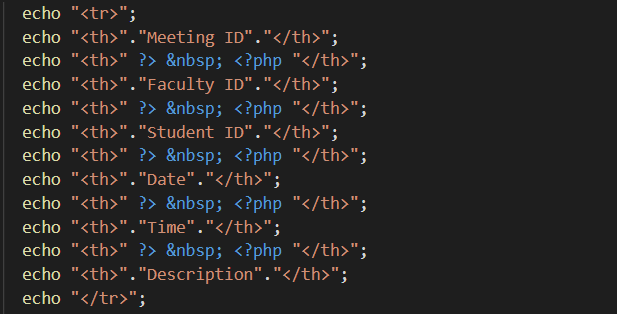 echo "<tr>";
echo "<th>"."Meeting ID"."</th>";
echo "<th>" ?> &nbsp; <?php "</th>";
echo "<th>"."Faculty ID"."</th>";
echo "<th>" ?> &nbsp; <?php "</th>";
echo "<th>"."Student ID"."</th>";
echo "<th>" ?> &nbsp; <?php "</th>";
echo "<th>"."Date"."</th>";
echo "<th>" ?> &nbsp; <?php "</th>";
echo "<th>"."Time"."</th>";
echo "<th>" ?> &nbsp; <?php "</th>";
echo "<th>"."Description"."</th>";
echo "</tr>";